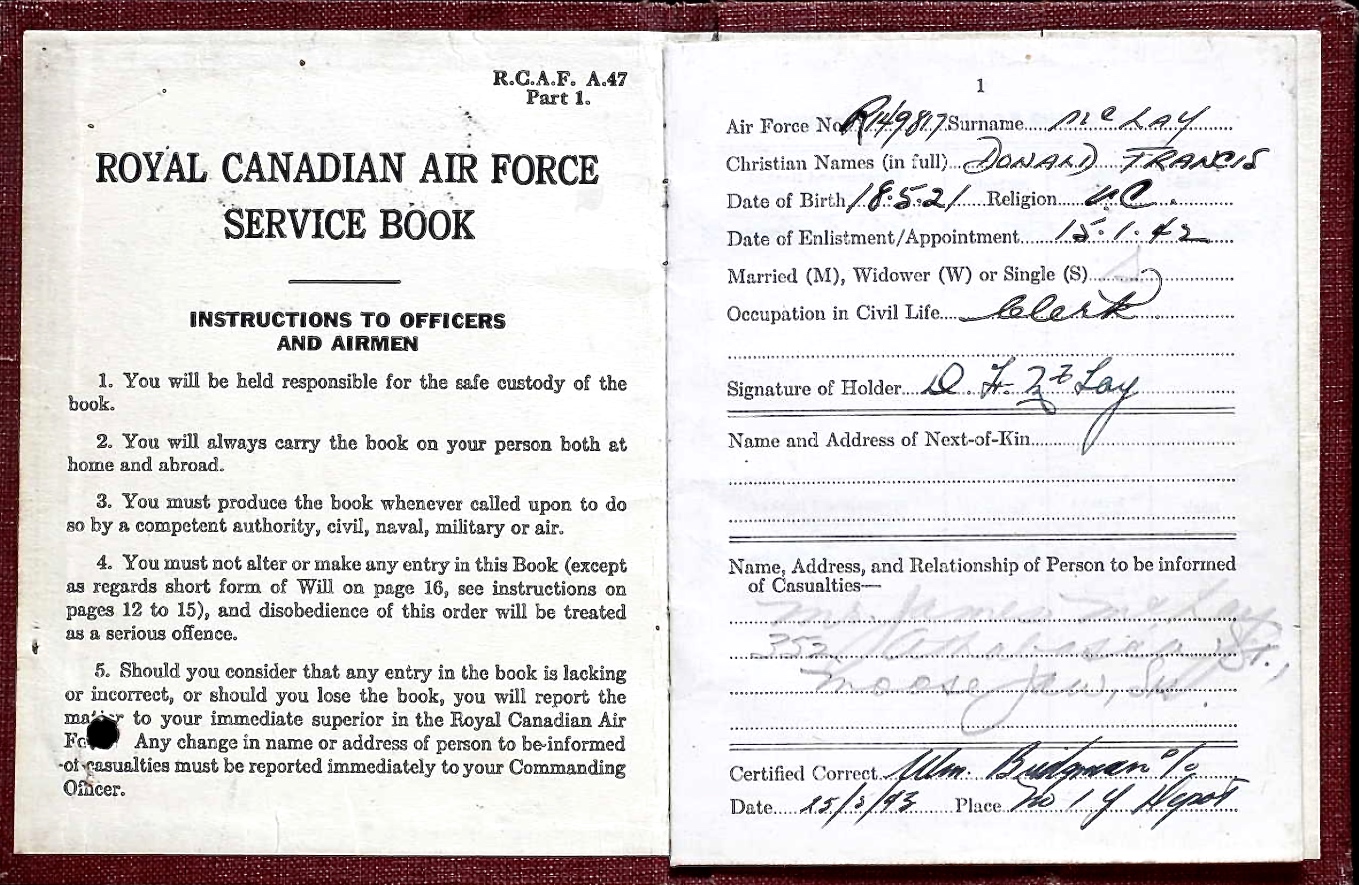 R.C.A.F. A.47
Part 1.
ROYAL CANADIAN AIR FORCE
SERVICE BOOK
INSTRUCTIONS TO OFFICERS
AND AIRMEN
1. You will be held responsible for the safe custody of the
book.
2. You will always carry the book on your person both at
home and abroad.
3. You must produce the book whenever called upon to do
so by a competent authority, civil, naval, military or air.
4. You must not alter or make any entry in this Book (except
as regards short form of Will on page 16, see instructions on
pages 12 to 15), and disobedience of this order will be treated
as a serious offence.
5. Should you consider that any entry in the book is lacking
or incorrect, or should you lose the book, you will report the
matter to your immediate superior in the Royal Canadian Air
Any change in name or address of person to be informed
of casualties must be reported immediately to your Commanding
Officer.
1
Air Force No. R149817 Surname McLAY
Christian Names (in full) DONALD FRANCIS
Date of Birth 18.5.21 Religion U.C.
Date of Enlistment/Appointment 15.1.42
Married (M), Widower (W) or Single (S) S
Occupation in Civil Life Clerk
Signature of Holder D. F. McLay
Name and Address of Next-of-Kin
Name, Address, and Relationship of Person to be informed
of Casualties—
Mr. James McLay
353 Athabasca St.,
Moose Jaw,
Certified Correct Wm.
Date 25/2/43 Place No 1 Y Depot